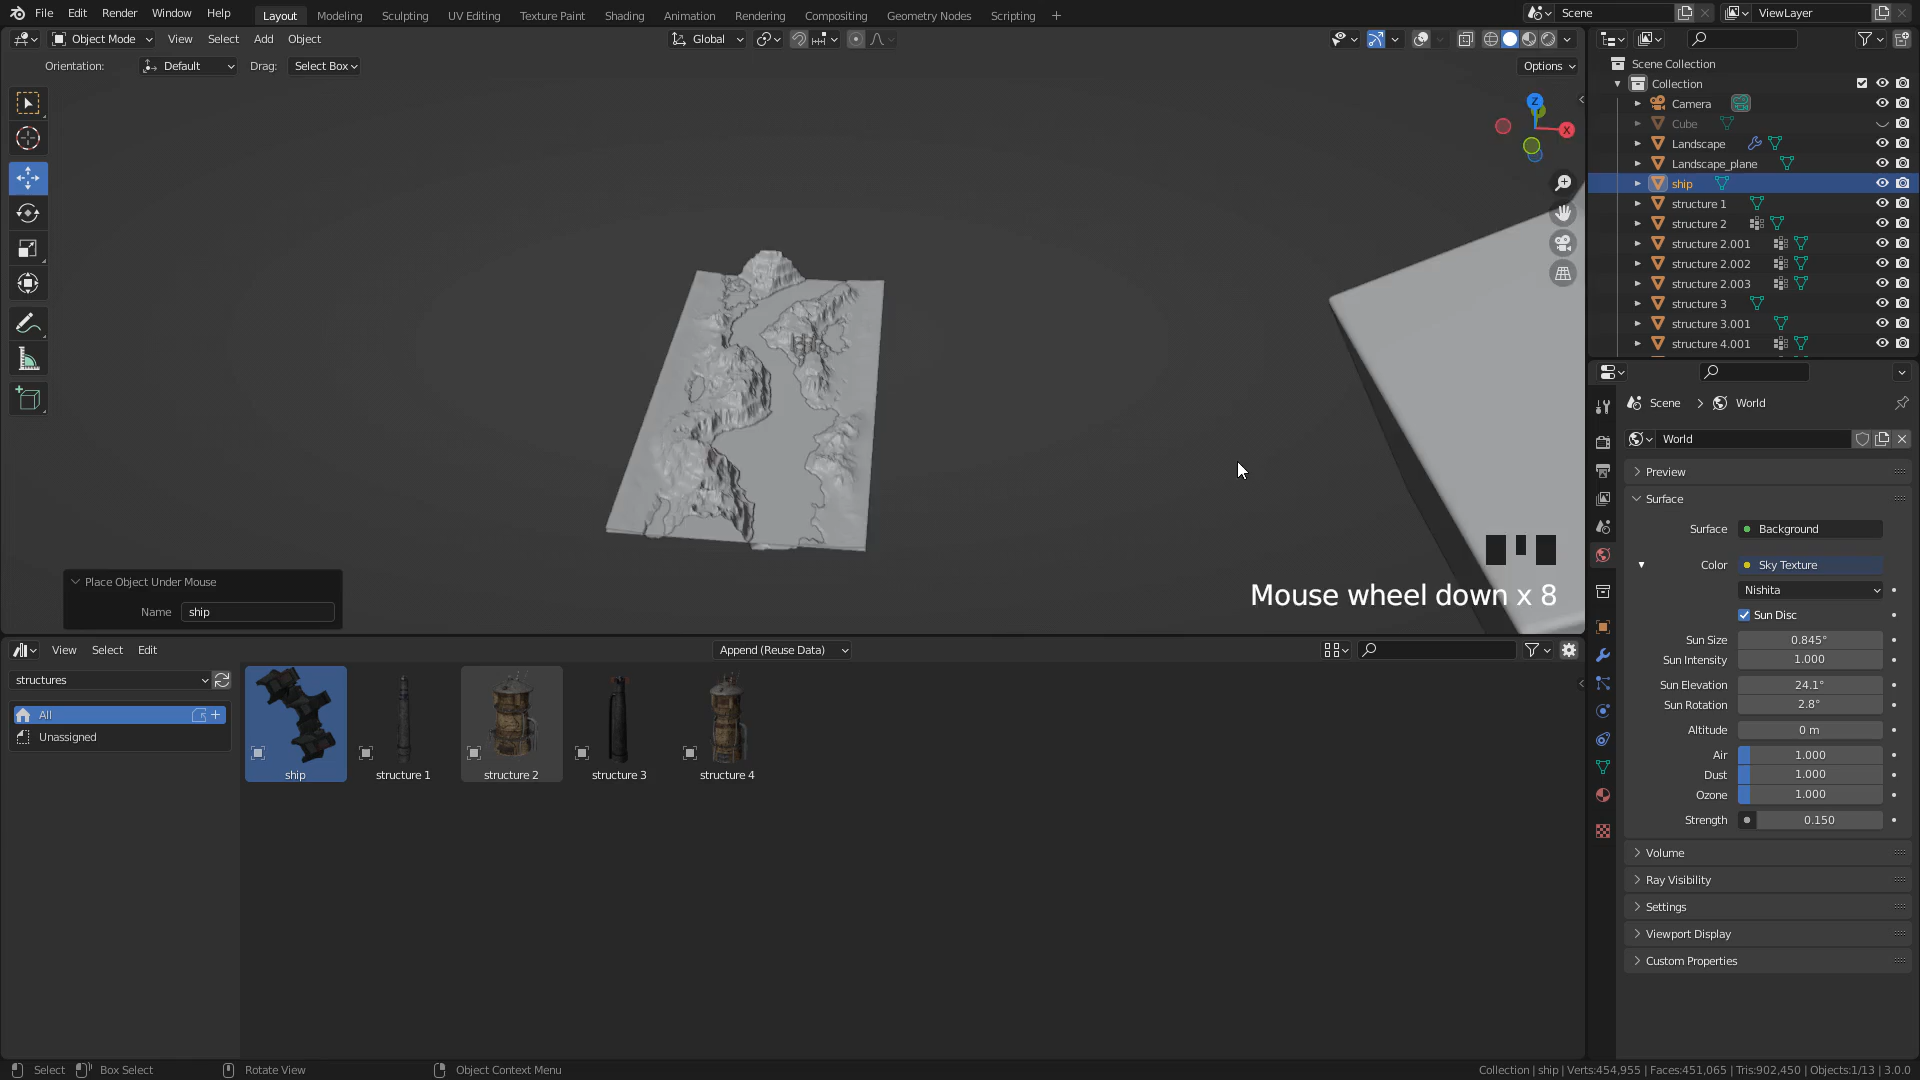 File Edit Render Window Help Layout Modeling Sculpting UV Editing Texture Paint Shading Animation Rendering Compositing Geometry Nodes Scripting + Scene ViewLayer
Object Mode View Select Add Object Global
Orientation: Default Drag: Select Box Options
Z
X
Scene Collection
Collection
Camera
Cube
Landscape
Landscape_plane
ship
structure 1
structure 2
structure 2.001
structure 2.002
structure 2.003
structure 3
structure 3.001
structure 4.001
Scene > World
World
Preview
Surface
Surface Background
Color Sky Texture
Nishita
Sun Disc
Sun Size 0.845°
Sun Intensity 1.000
Sun Elevation 24.1°
Sun Rotation 2.8°
Altitude 0 m
Air 1.000
Dust 1.000
Ozone 1.000
Strength 0.150
Volume
Ray Visibility
Settings
Viewport Display
Custom Properties
Mouse wheel down x 8
Place Object Under Mouse
Name ship
View Select Edit Append (Reuse Data)
structures
All
Unassigned
ship structure 1 structure 2 structure 3 structure 4
Select Box Select Rotate View Object Context Menu Collection | ship | Verts:454,955 | Faces:451,065 | Tris:902,450 | Objects:1/13 | 3.0.0